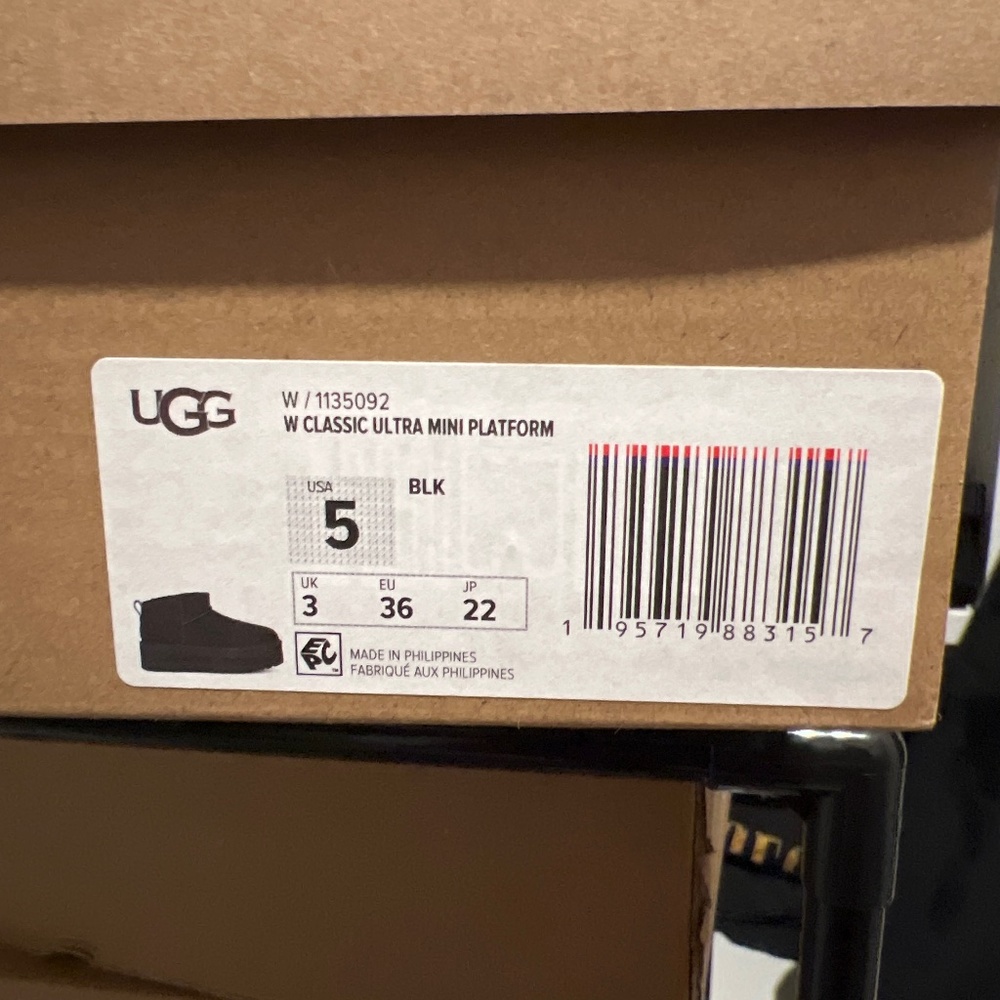 UGG
W / 1135092
W CLASSIC ULTRA MINI PLATFORM
USA
5
BLK
UK EU JP
3 36 22
EPC
MADE IN PHILIPPINES
FABRIQUÉ AUX PHILIPPINES
1 95719 88315 7